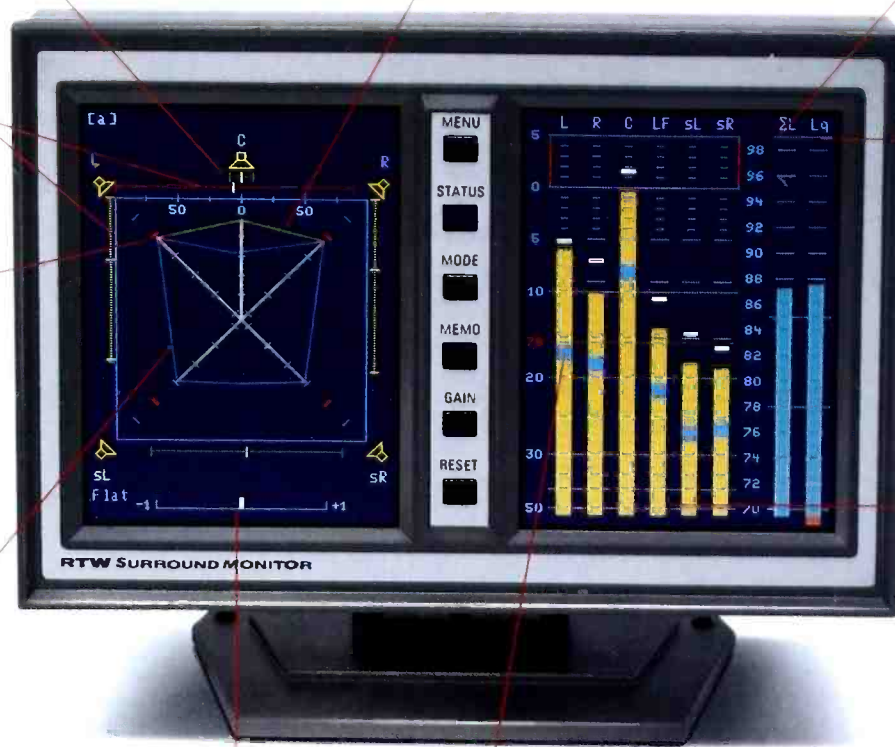 [a]
C
L R
50 0 50
sL sR
Flat -1 +1
MENU
STATUS
MODE
MEMO
GAIN
RESET
L R C LF sL sR ΣL Lq
5
0
5
10
20
30
50
98
96
94
92
90
88
86
84
82
80
78
76
74
72
70
RTW SURROUND MONITOR